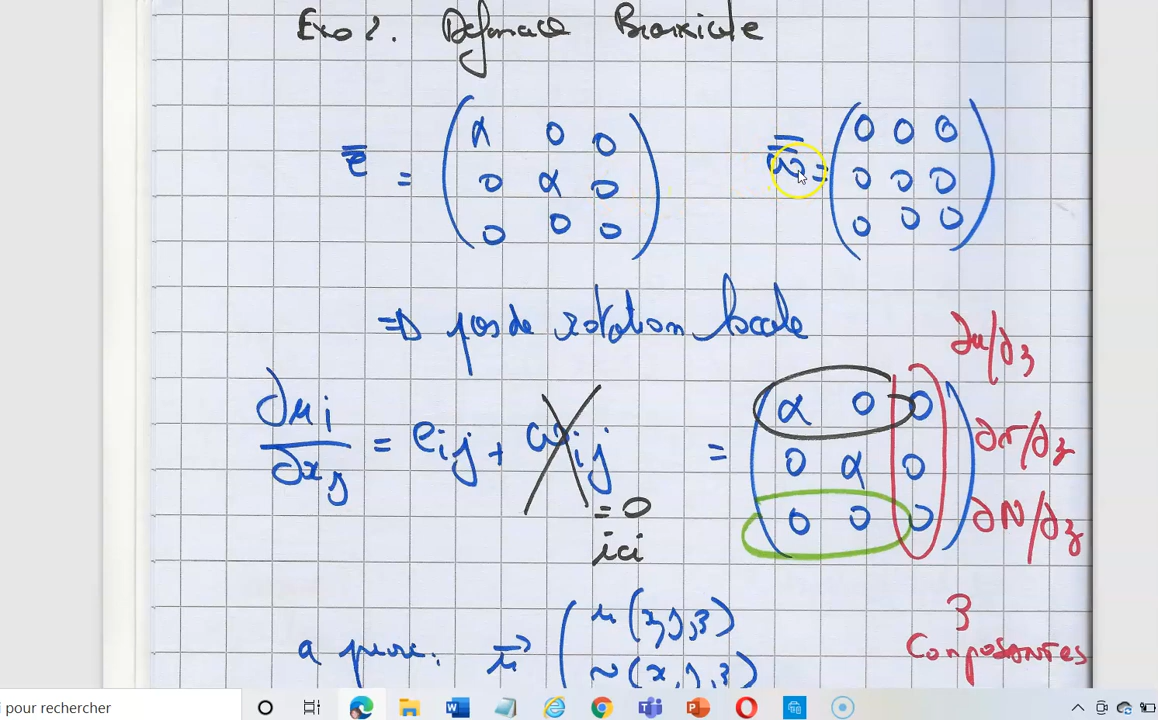 Exo 2. Déformace Biaxiale
e = ( α 0 0
0 α 0
0 0 0 )
ω = ( 0 0 0
0 0 0
0 0 0 )
=> pas de rotation locale
∂ui/∂xj = eij + ωij = ( α 0 0
0 α 0
0 0 0 )
∂u/∂z
∂v/∂z
∂w/∂z
= 0
ici
3
Composantes
a priori: u ( u(x,y,z)
v(x,y,z)
pour rechercher